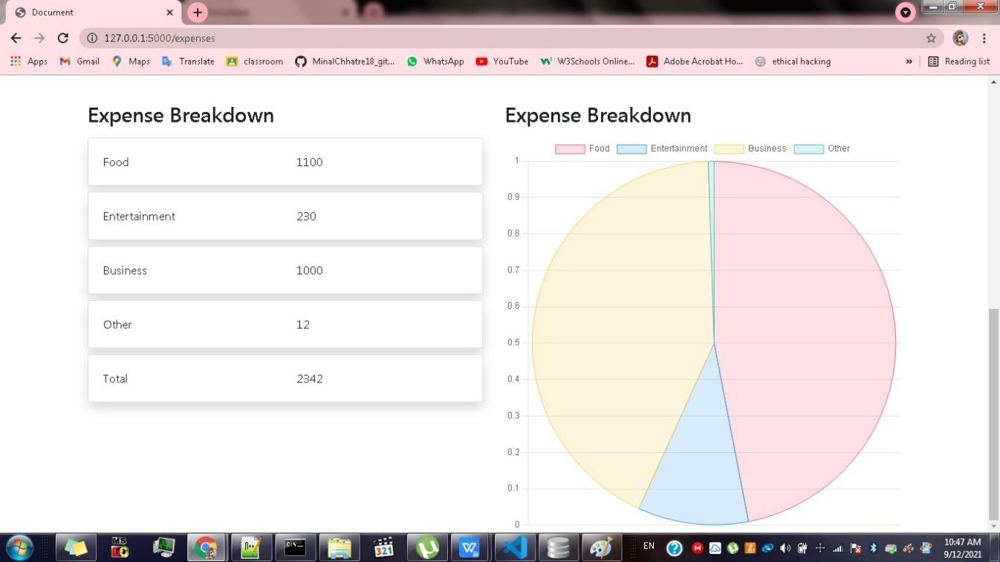 Document
Document
127.0.0.1:5000/expenses
Apps Gmail Maps Translate classroom MinalChhatre10_git... WhatsApp YouTube W3Schools Online... Adobe Acrobat Ho... ethical hacking » Reading list
Expense Breakdown
Food 1100
Entertainment 230
Business 1000
Other 12
Total 2342
Expense Breakdown
Food Entertainment Business Other
1
0.9
0.8
0.7
0.6
0.5
0.4
0.3
0.2
0.1
0
EN
10:47 AM
9/12/2021